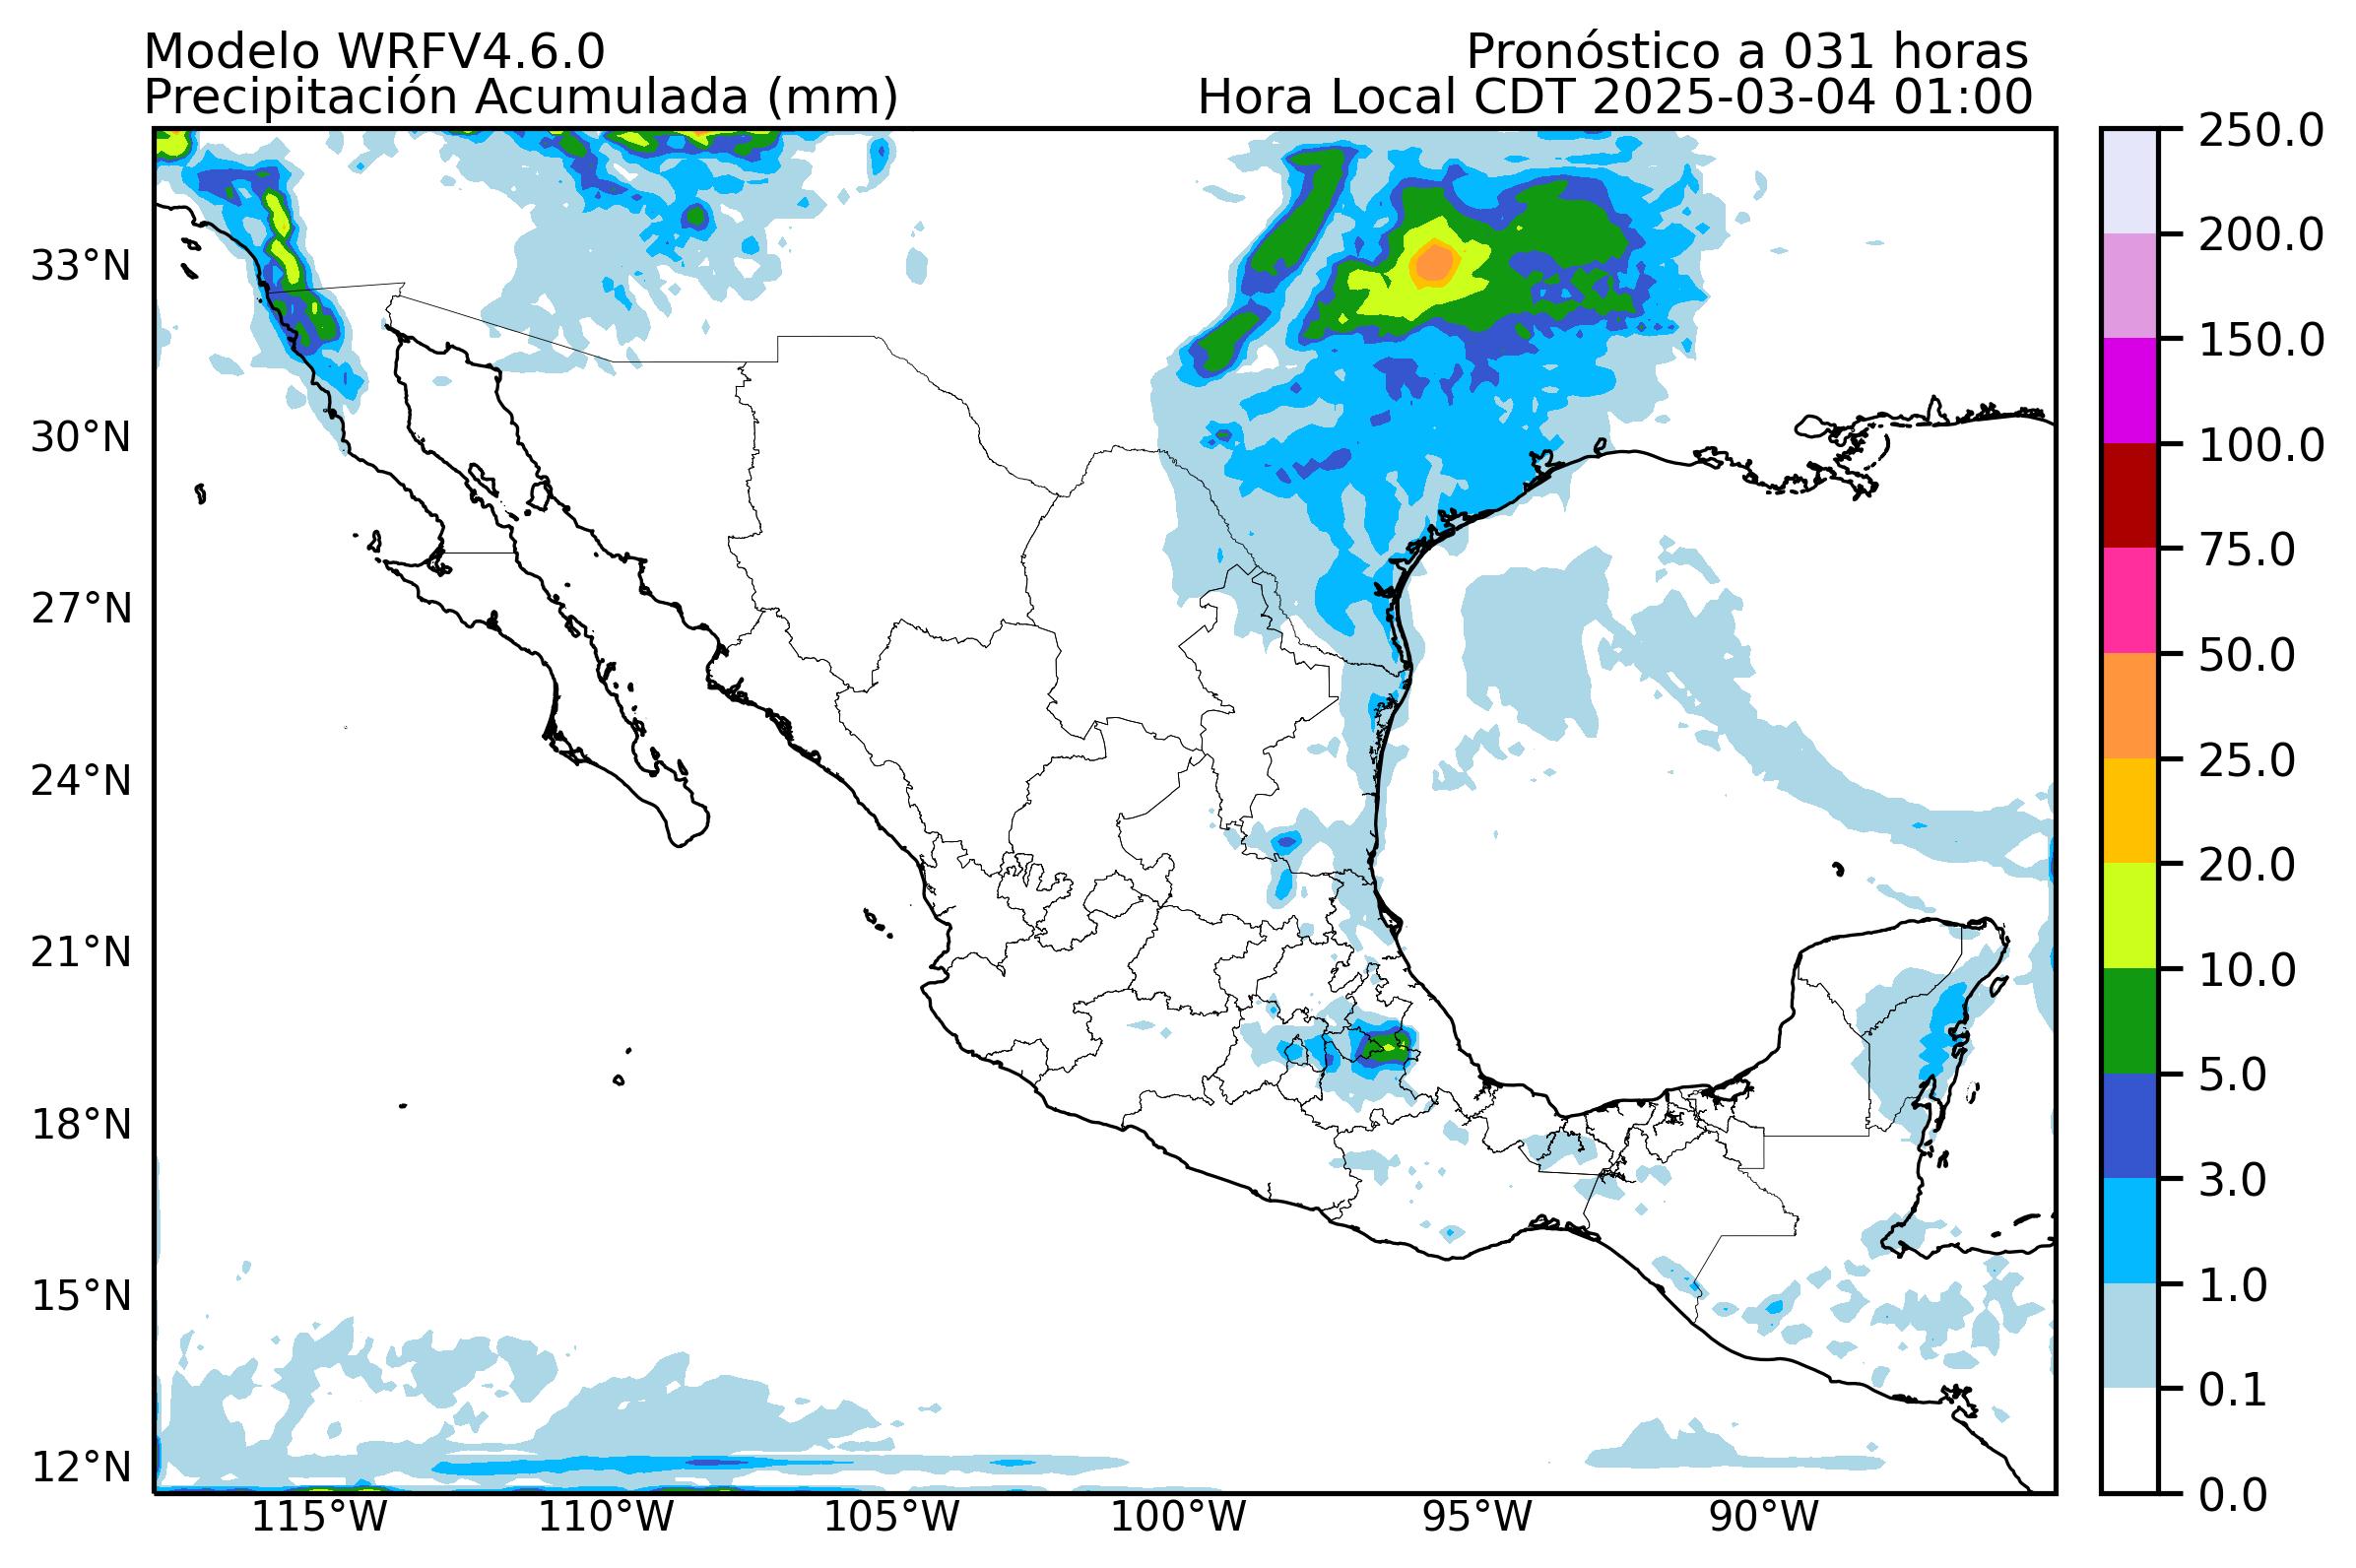 Modelo WRFV4.6.0
Pronóstico a 031 horas
Precipitación Acumulada (mm)
Hora Local CDT 2025-03-04 01:00
33°N
30°N
27°N
24°N
21°N
18°N
15°N
12°N
115°W
110°W
105°W
100°W
95°W
90°W
250.0
200.0
150.0
100.0
75.0
50.0
25.0
20.0
10.0
5.0
3.0
1.0
0.1
0.0